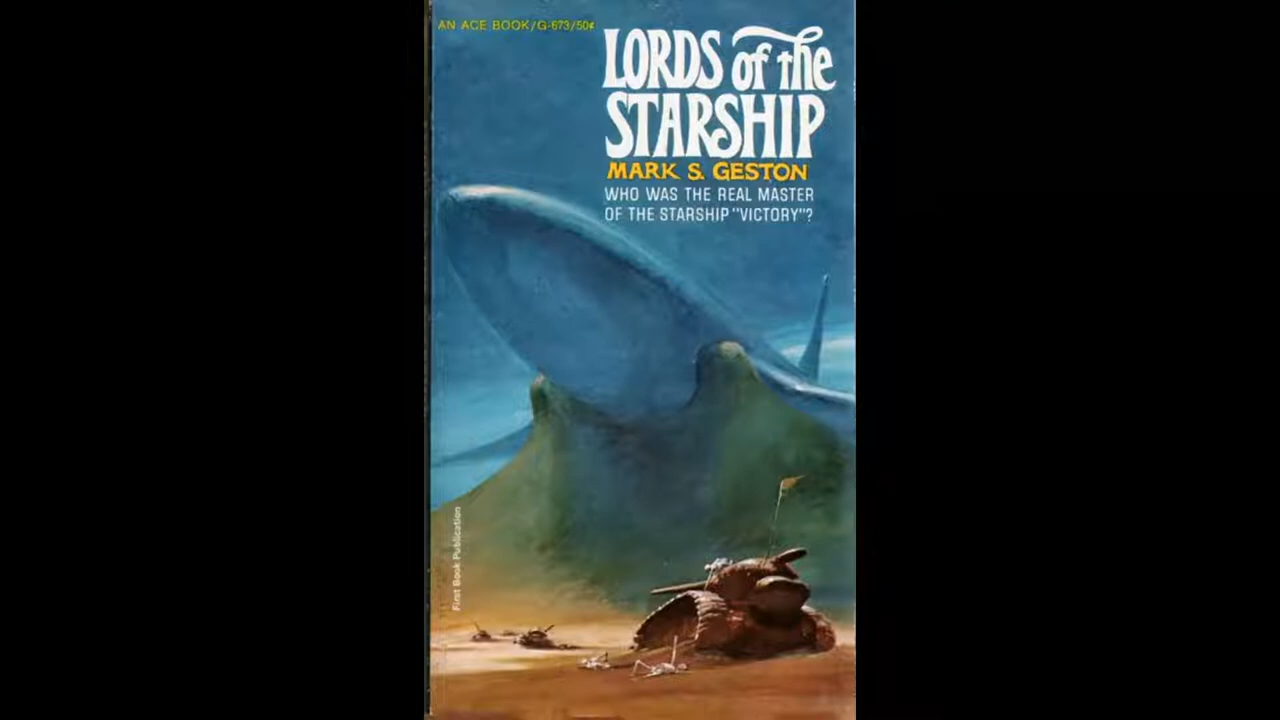 AN ACE BOOK/G-673/50¢
LORDS of the
STARSHIP
MARK S. GESTON
WHO WAS THE REAL MASTER
OF THE STARSHIP "VICTORY"?
First Book Publication